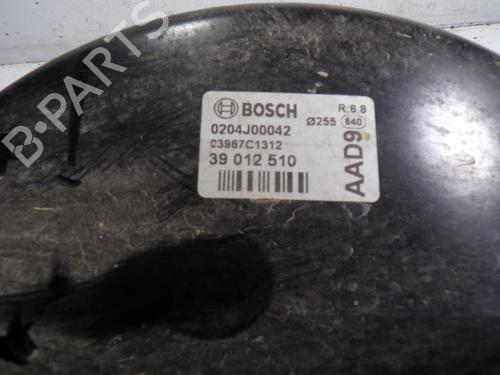 BOSCH
R:6.8
0204J00042
Ø255 640
03967C1312
39 012 510
AAD9
B-PARTS